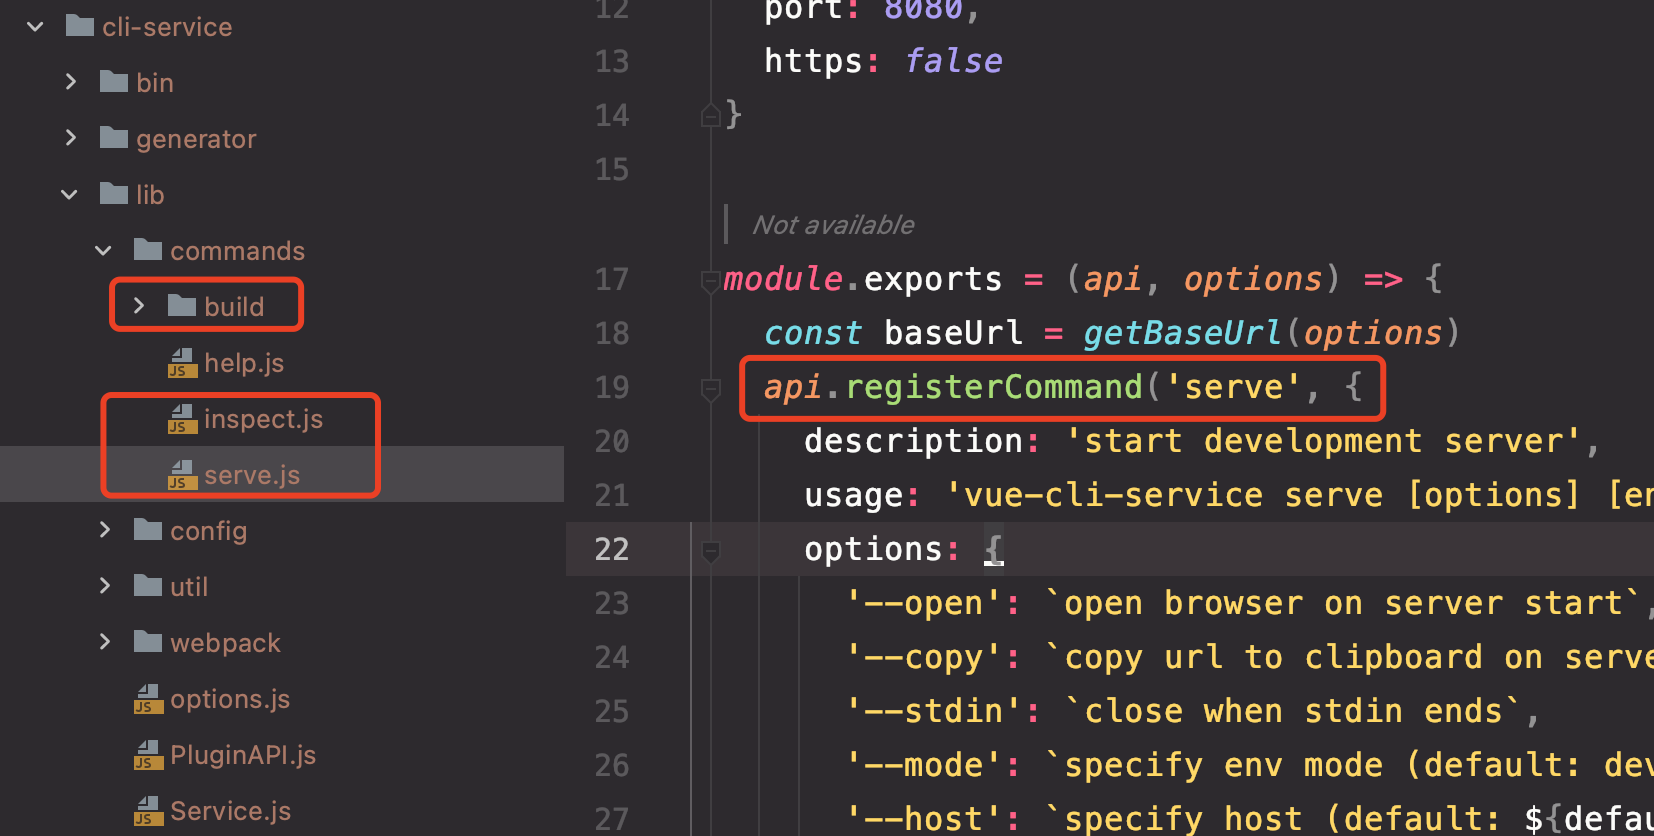 cli-service
bin
generator
lib
commands
build
help.js
inspect.js
serve.js
config
util
webpack
options.js
PluginAPI.js
Service.js
12 port: 8080,
13 https: false
14 }
15
Not available
17 module.exports = (api, options) => {
18 const baseUrl = getBaseUrl(options)
19 api.registerCommand('serve', {
20 description: 'start development server',
21 usage: 'vue-cli-service serve [options] [en
22 options: {
23 '--open': `open browser on server start`,
24 '--copy': `copy url to clipboard on serve
25 '--stdin': `close when stdin ends`,
26 '--mode': `specify env mode (default: dev
27 '--host': `specify host (default: ${defau